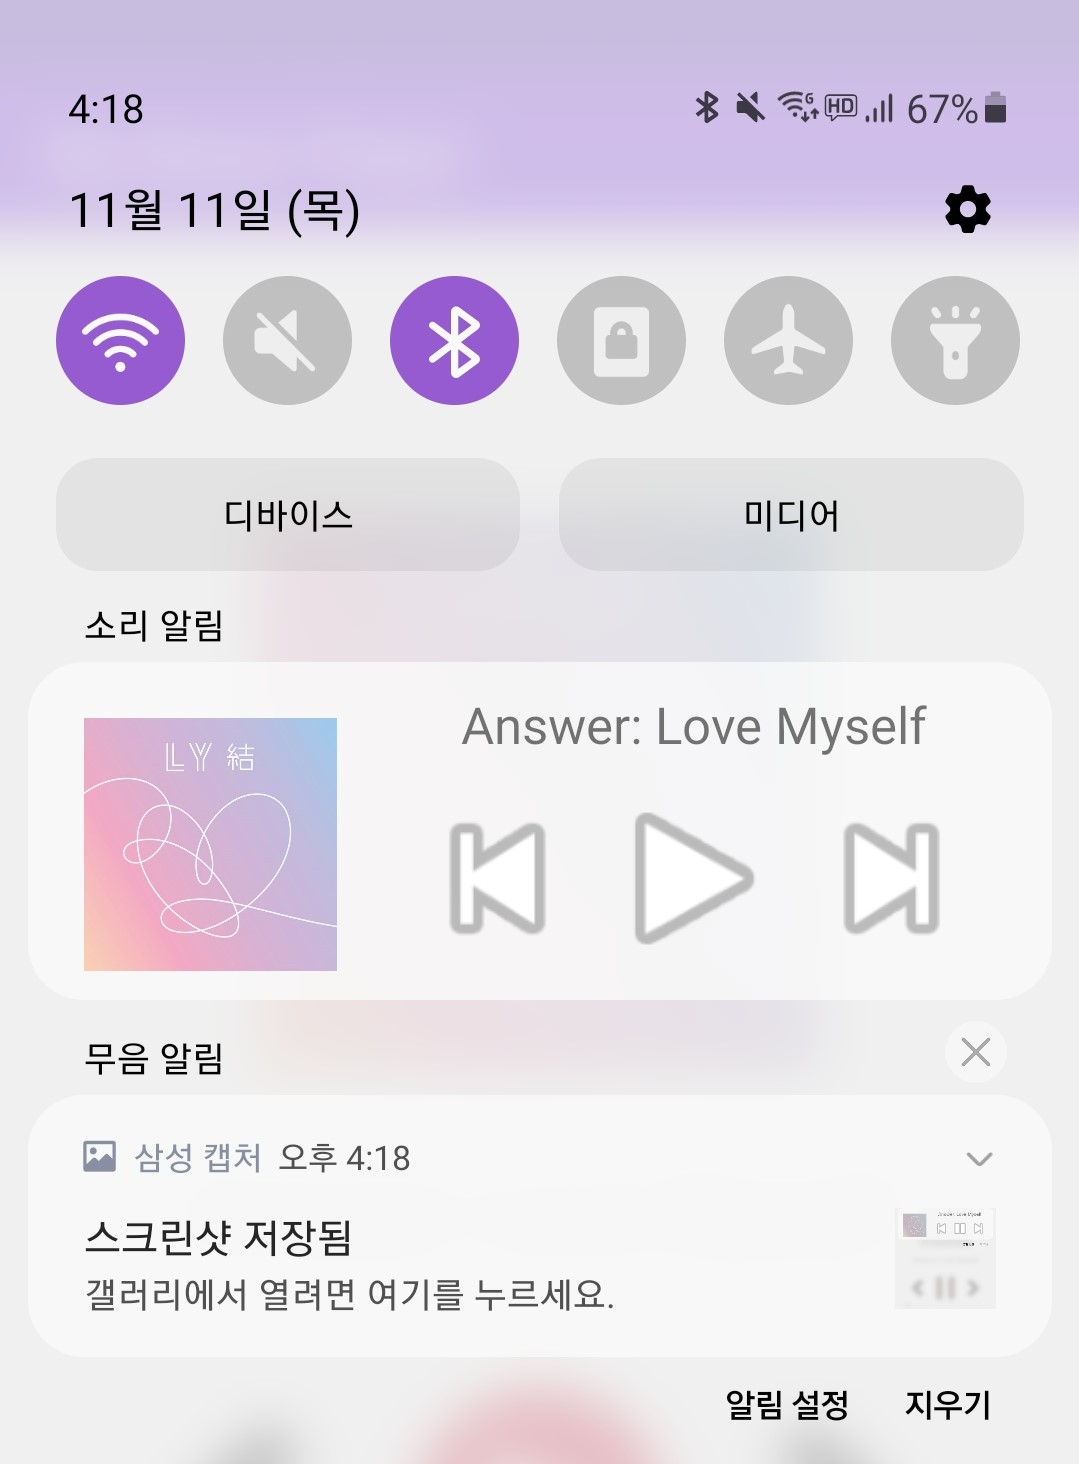 4:18
HD 67%
11월 11일 (목)
디바이스
미디어
소리 알림
LY 結
Answer: Love Myself
무음 알림
삼성 캡처 오후 4:18
스크린샷 저장됨
갤러리에서 열려면 여기를 누르세요.
Answer: Love Myself
알림 설정
지우기